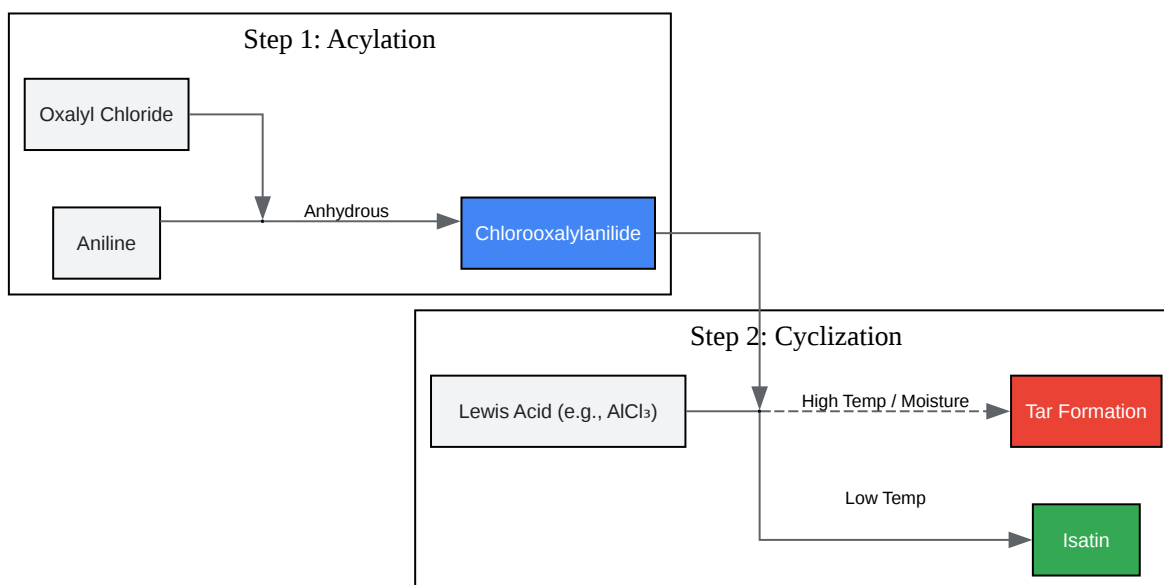 Step 1: Acylation
Oxalyl Chloride
Anhydrous
Aniline
Chlorooxalylanilide
Step 2: Cyclization
Lewis Acid (e.g., AlCl₃)
High Temp / Moisture
Tar Formation
Low Temp
Isatin